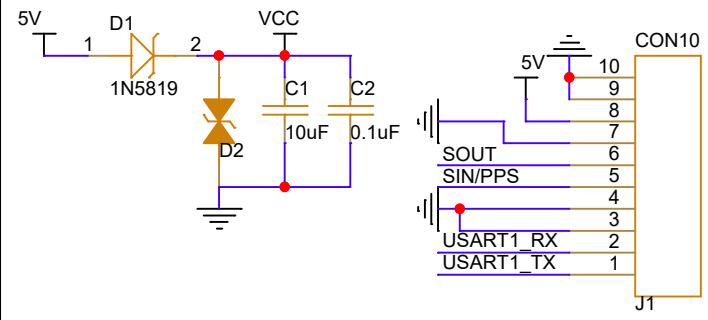 5V
D1
VCC
1
2
1N5819
C1
C2
10uF
0.1uF
D2
CON10
5V
10
9
8
7
SOUT
6
SIN/PPS
5
4
3
USART1_RX
2
USART1_TX
1
J1